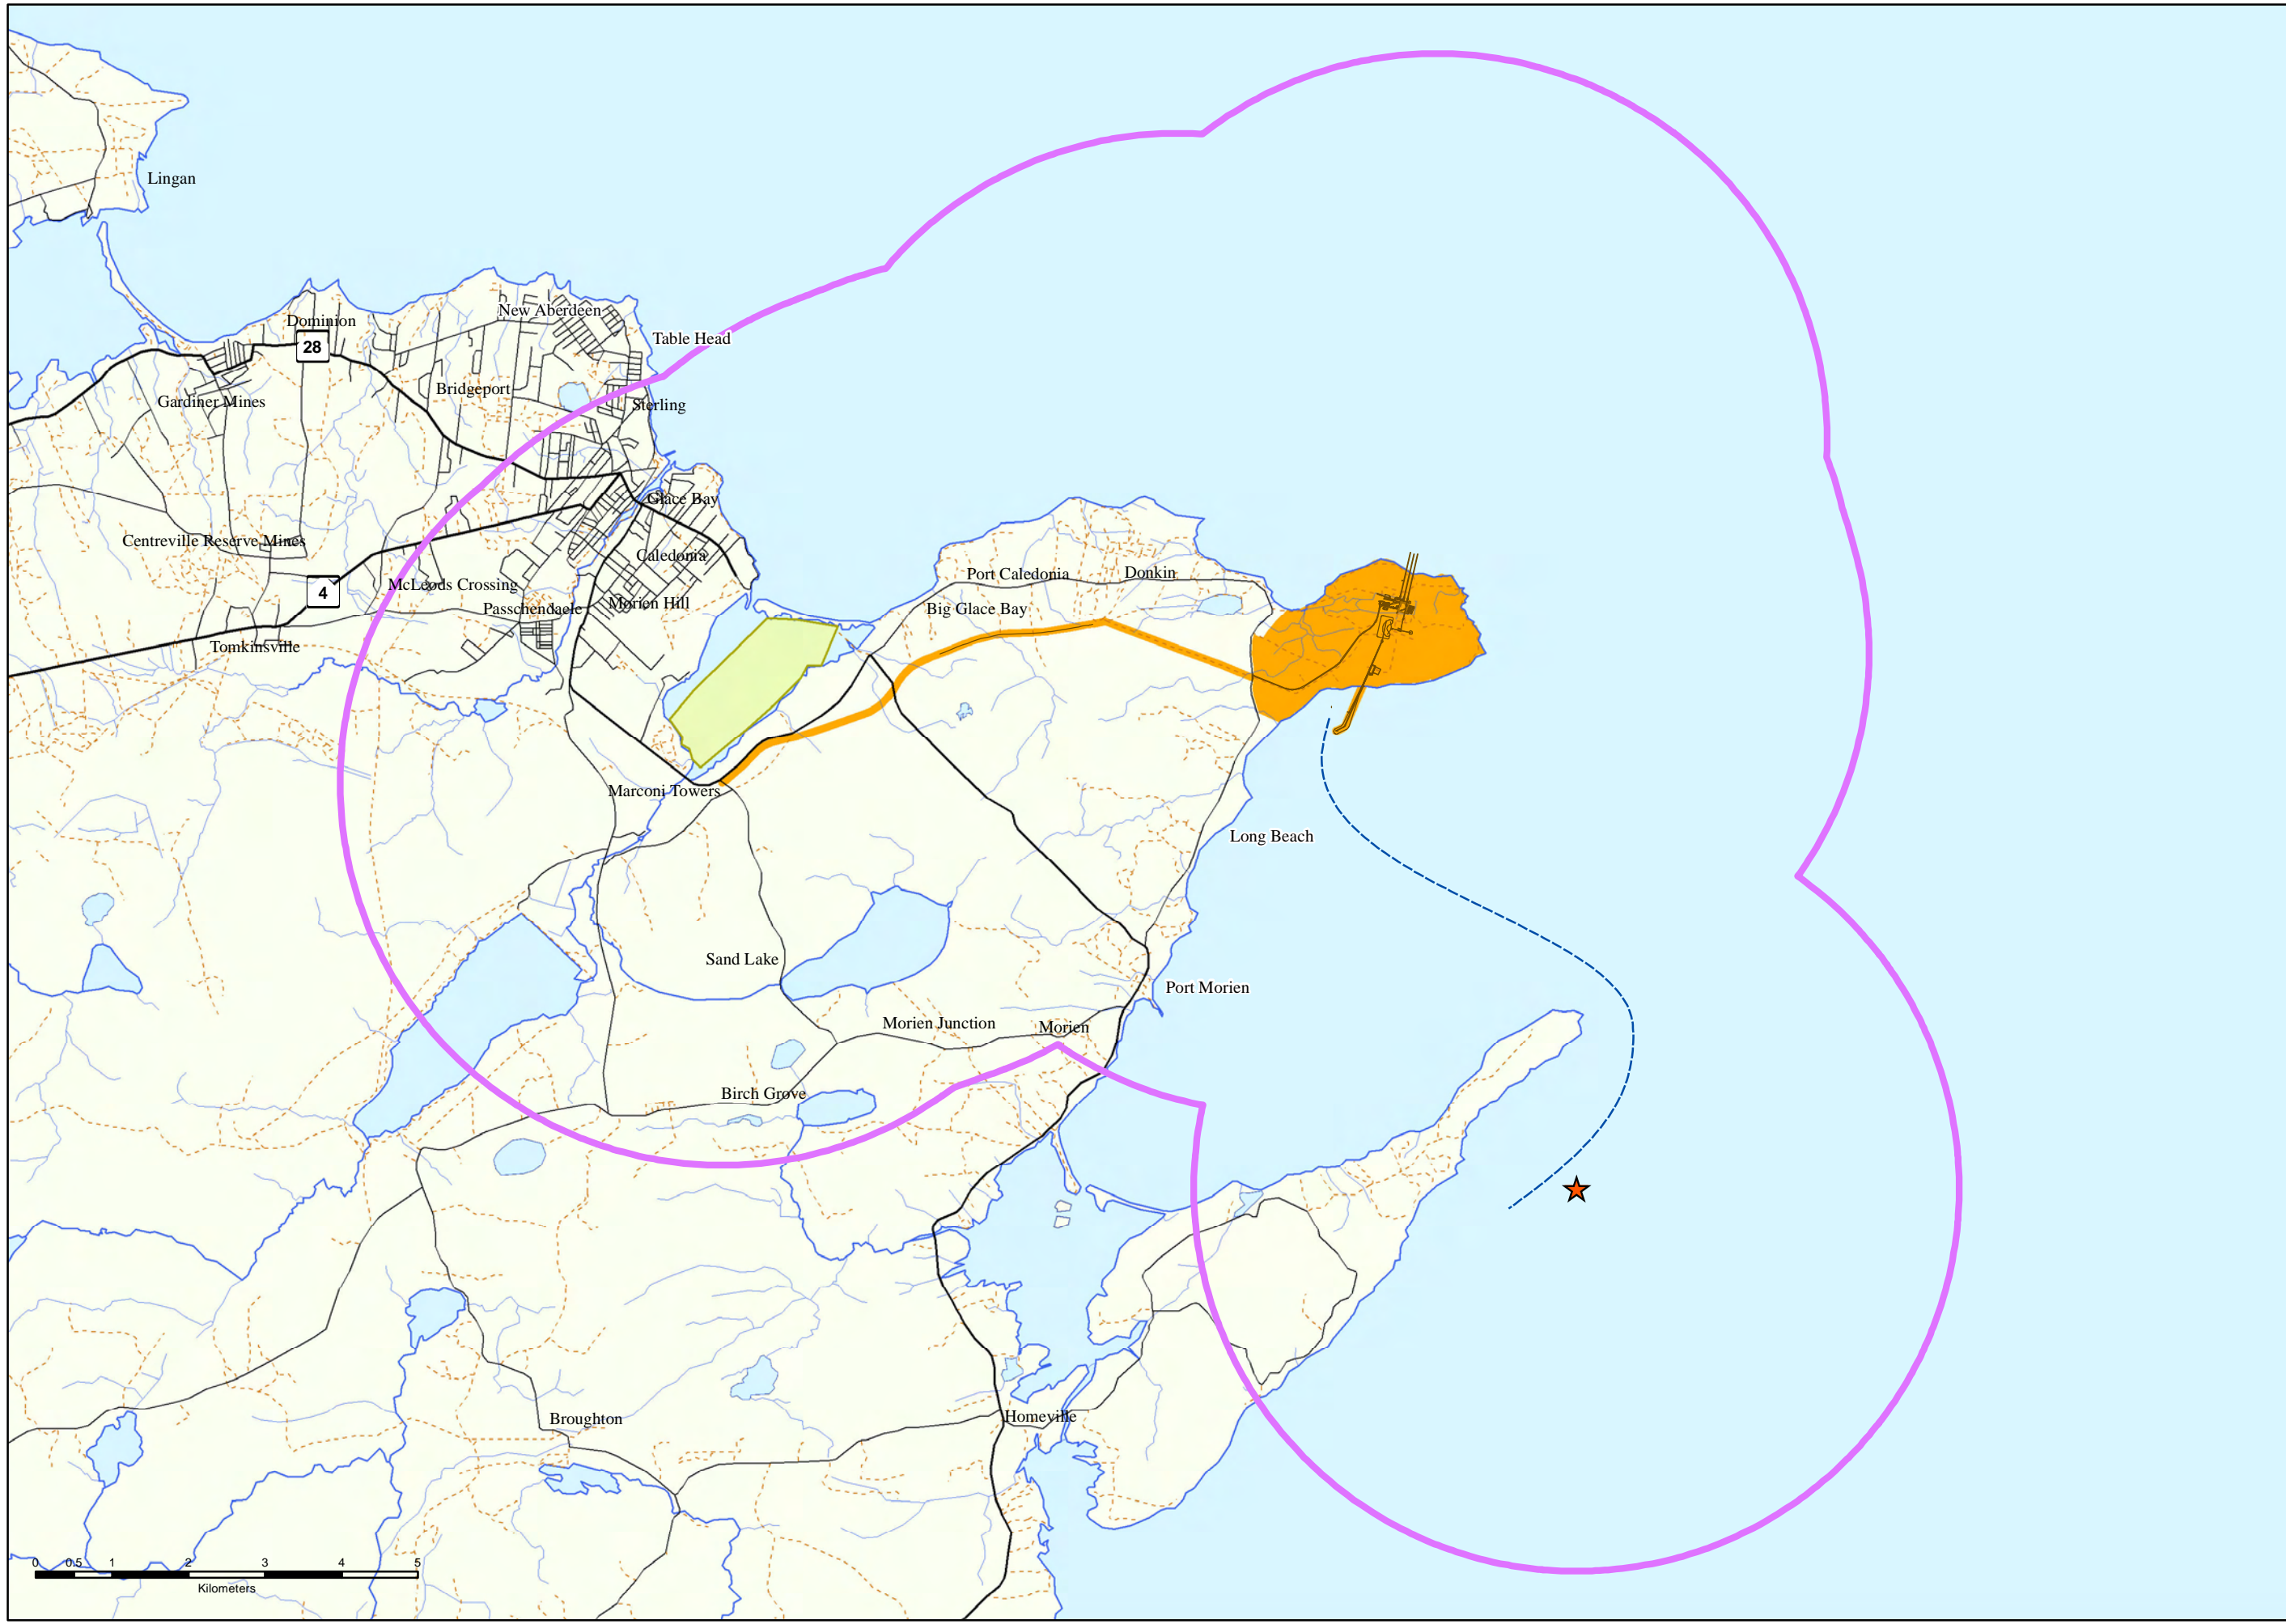 Lingan
New Aberdeen
Dominion
Table Head
28
Bridgeport
Gardiner Mines
Sterling
Glace Bay
Centreville Reserve Mines
Caledonia
Port Caledonia
Donkin
McLeods Crossing
4
Passchendaele
Morien Hill
Big Glace Bay
Tomkinsville
Marconi Towers
Long Beach
Sand Lake
Port Morien
Morien Junction
Morien
Birch Grove
Broughton
Homeville
0 0.5 1 2 3 4 5
Kilometers